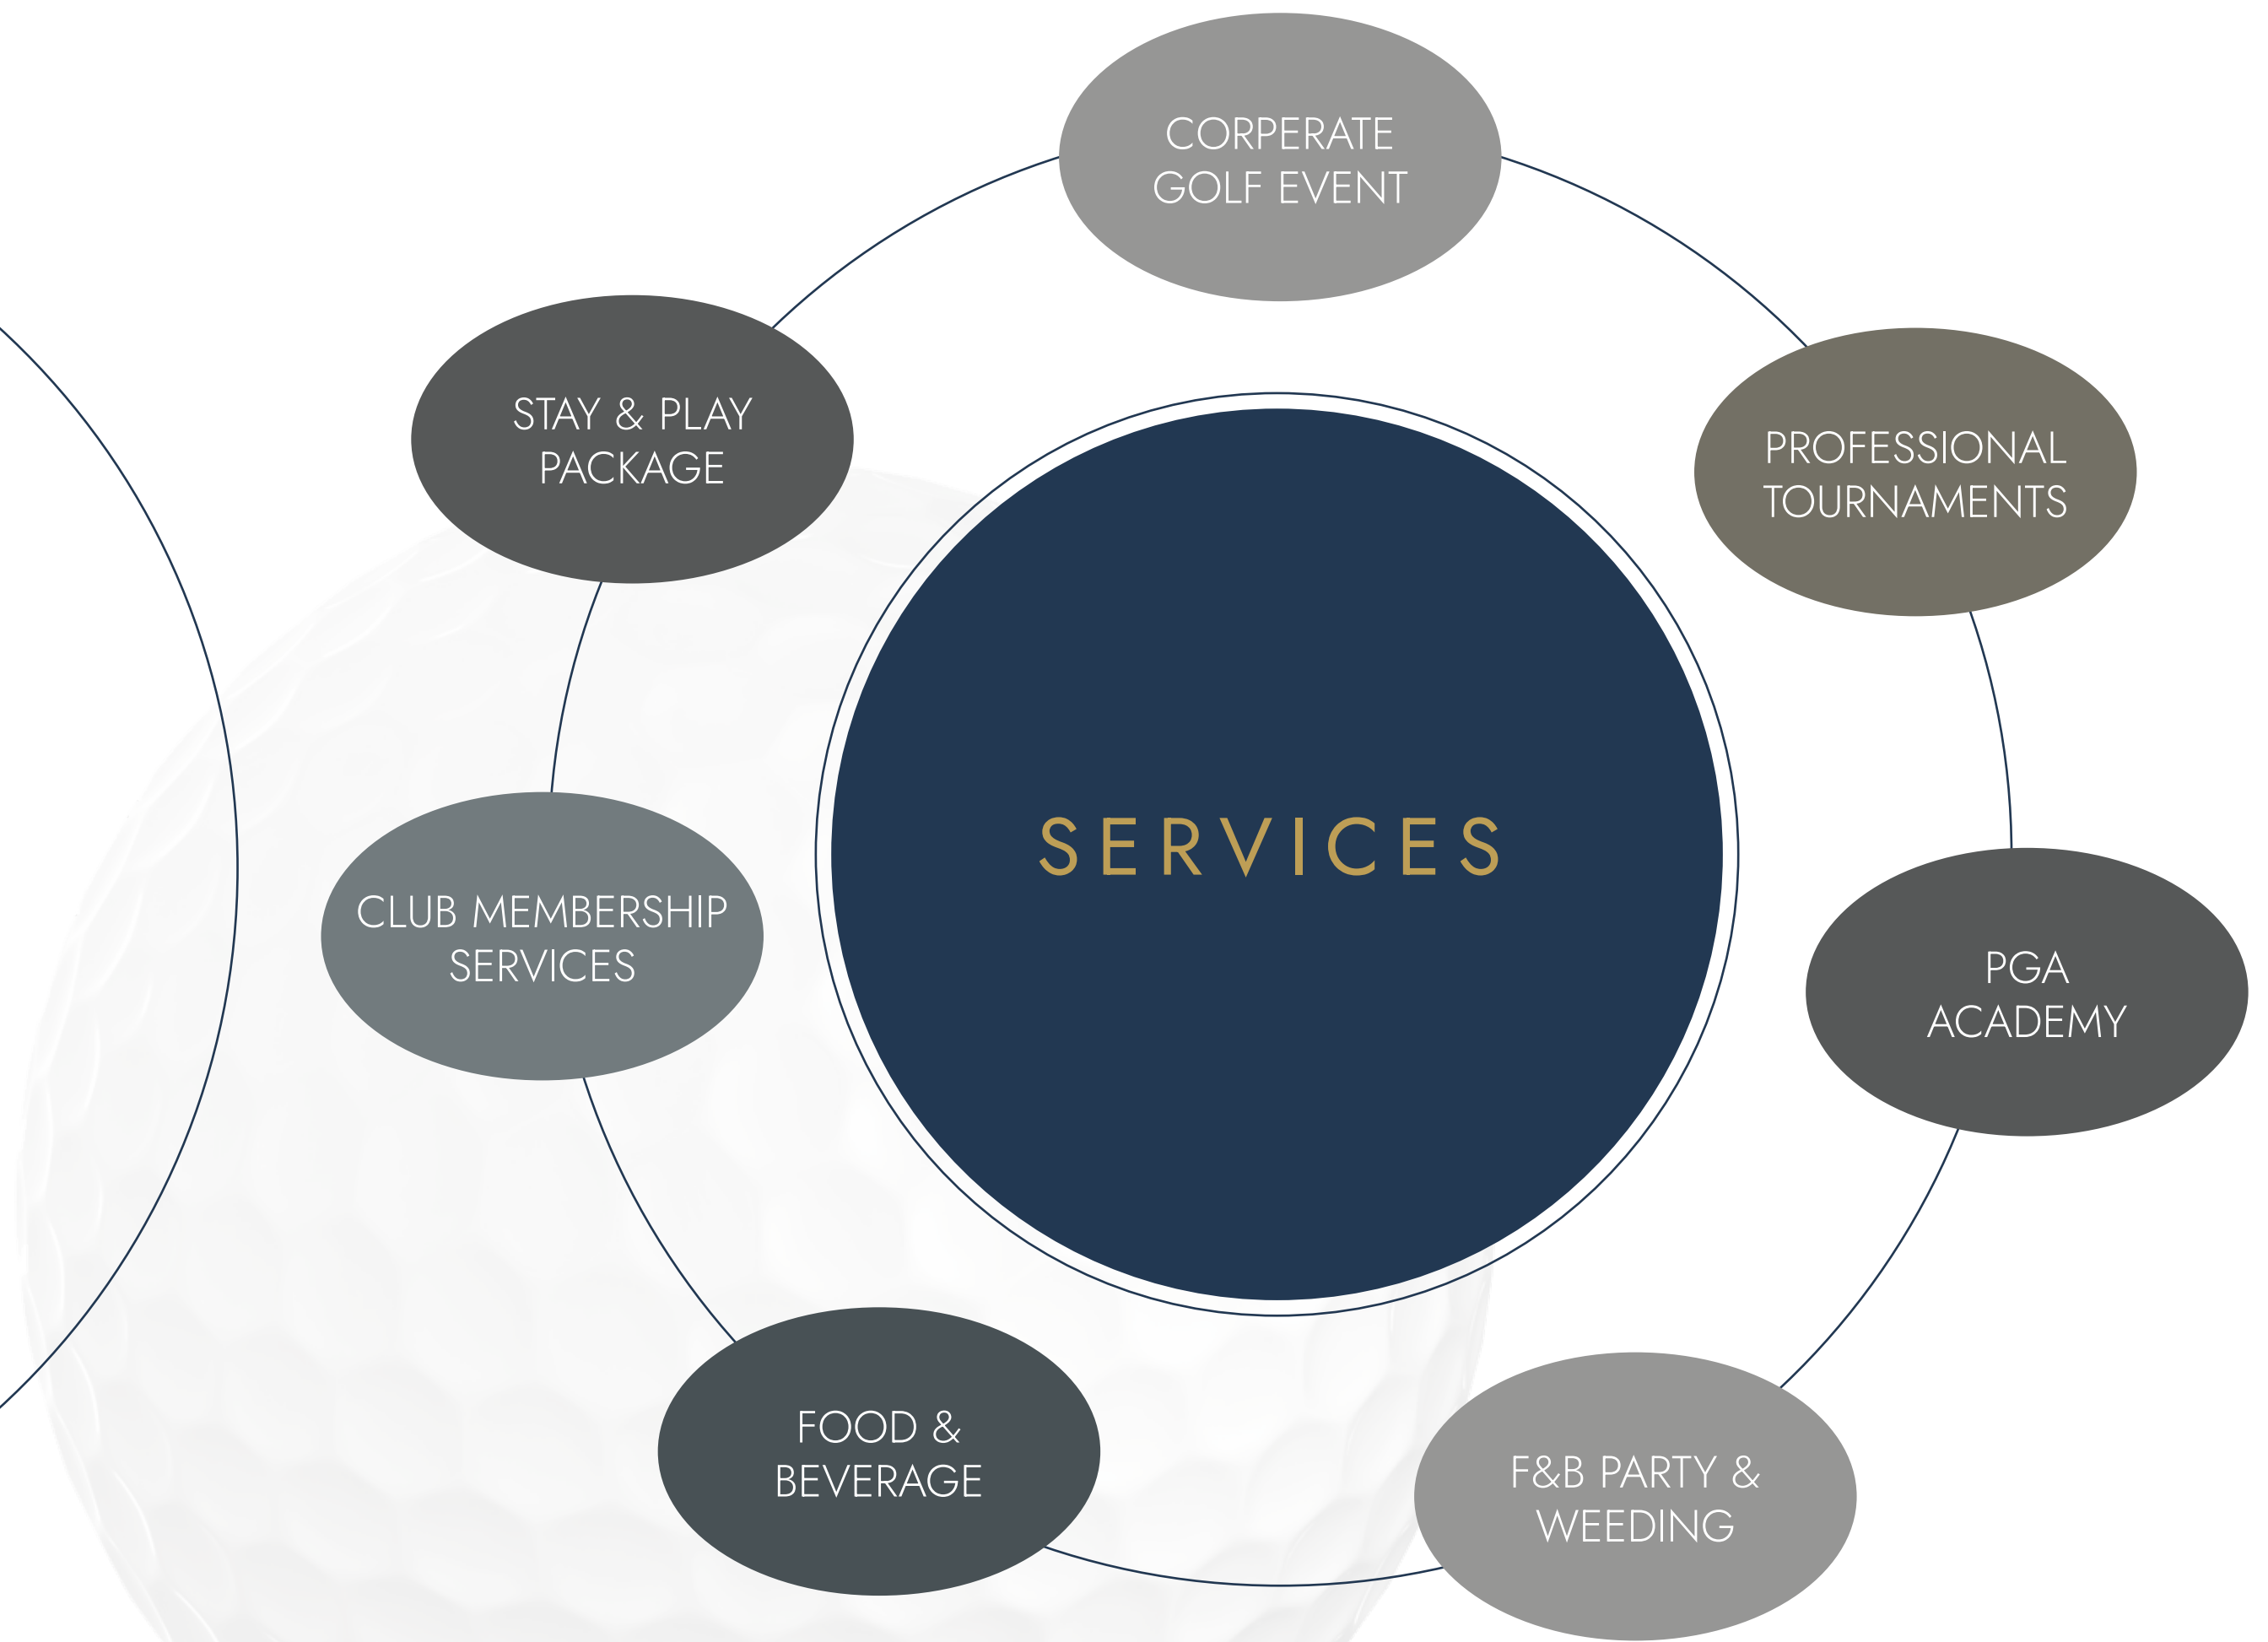 CORPERATE
GOLF EVENT
STAY & PLAY
PACKAGE
PROFESSIONAL
TOURNAMENTS
SERVICES
CLUB MEMBERSHIP
SERVICES
PGA
ACADEMY
FOOD &
BEVERAGE
F&B PARTY &
WEEDING